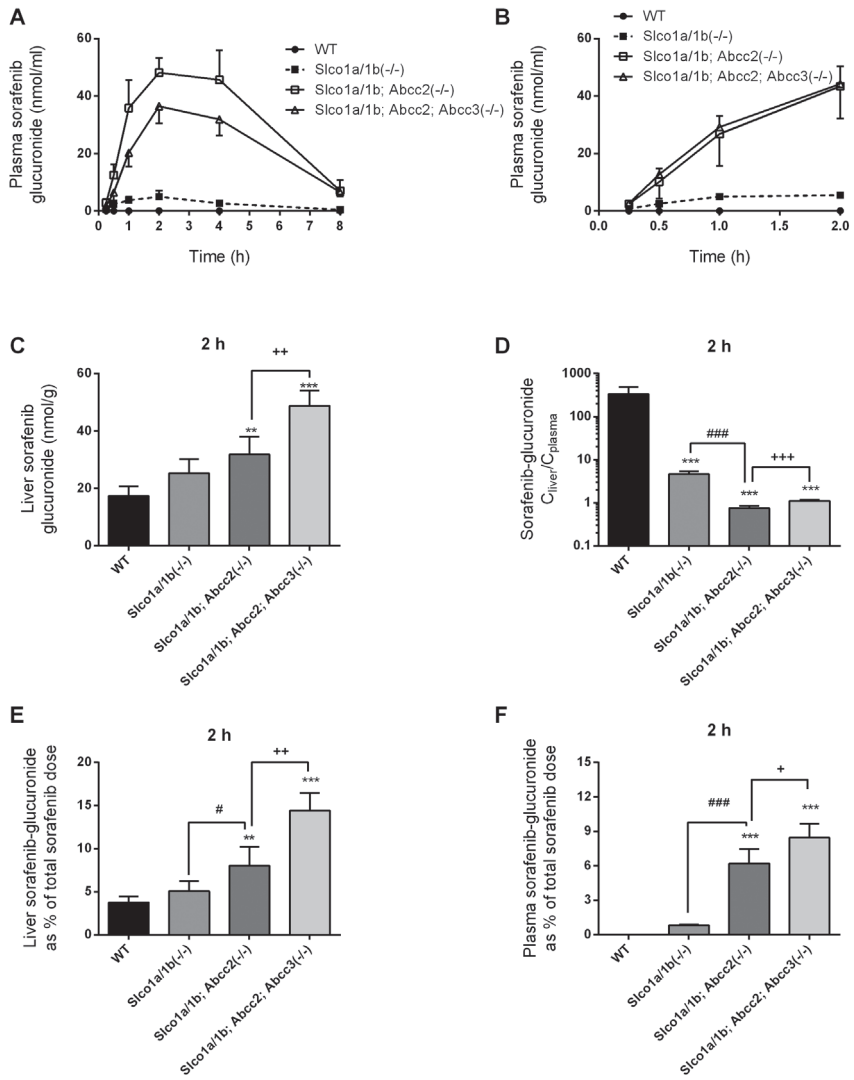 A
Plasma sorafenib
glucuronide (nmol/ml)
60
40
20
0
0
1
2
3
4
5
6
7
8
Time (h)
WT
Slco1a/1b(-/-)
Slco1a/1b; Abcc2(-/-)
Slco1a/1b; Abcc2; Abcc3(-/-)
B
Plasma sorafenib
glucuronide (nmol/ml)
60
40
20
0
0.0
0.5
1.0
2.0
Time (h)
WT
Slco1a/1b(-/-)
Slco1a/1b; Abcc2(-/-)
Slco1a/1b; Abcc2; Abcc3(-/-)
C
2 h
Liver sorafenib
glucuronide (nmol/g)
60
40
20
0
++
**
***
WT
Slco1a/1b(-/-)
Slco1a/1b; Abcc2(-/-)
Slco1a/1b; Abcc2; Abcc3(-/-)
D
2 h
Sorafenib-glucuronide
Cliver/Cplasma
1000
100
10
1
0.1
###
+++
***
***
***
WT
Slco1a/1b(-/-)
Slco1a/1b; Abcc2(-/-)
Slco1a/1b; Abcc2; Abcc3(-/-)
E
2 h
Liver sorafenib-glucuronide
as % of total sorafenib dose
20
15
10
5
0
#
++
**
***
WT
Slco1a/1b(-/-)
Slco1a/1b; Abcc2(-/-)
Slco1a/1b; Abcc2; Abcc3(-/-)
F
2 h
Plasma sorafenib-glucuronide
as % of total sorafenib dose
15
12
9
6
3
0
###
+
***
***
WT
Slco1a/1b(-/-)
Slco1a/1b; Abcc2(-/-)
Slco1a/1b; Abcc2; Abcc3(-/-)